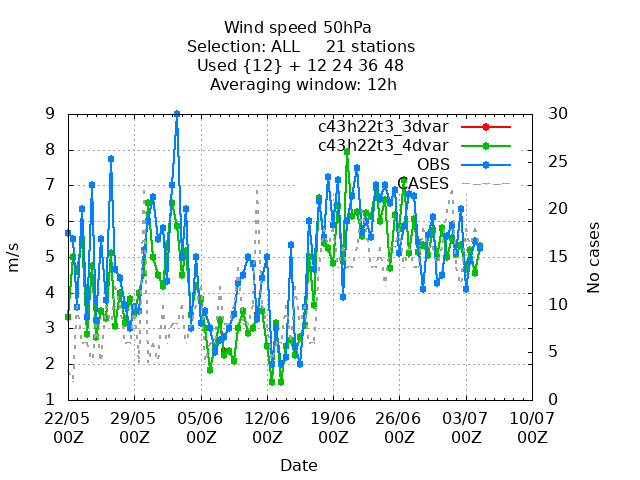 Wind speed 50hPa
Selection: ALL 21 stations
Used {12} + 12 24 36 48
Averaging window: 12h
c43h22t3_3dvar
c43h22t3_4dvar
OBS
CASES
9
8
7
6
5
4
3
2
1
m/s
30
25
20
15
10
5
0
No cases
22/05 29/05 05/06 12/06 19/06 26/06 03/07 10/07
00Z 00Z 00Z 00Z 00Z 00Z 00Z 00Z
Date